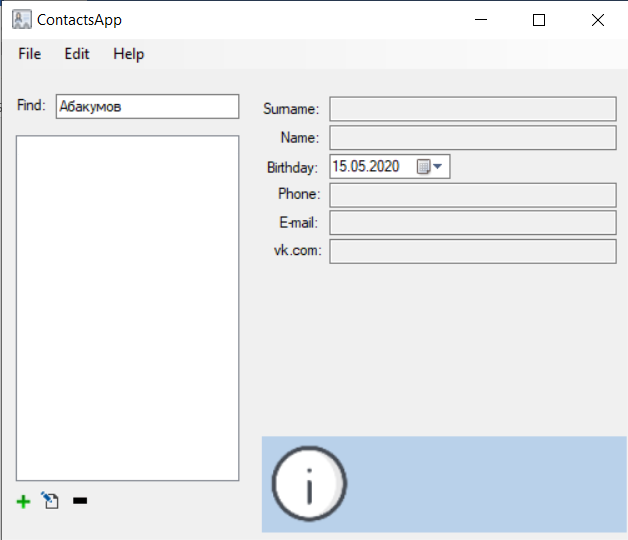 ContactsApp
File Edit Help
Find: Абакумов
Surname:
Name:
Birthday: 15.05.2020
Phone:
E-mail:
vk.com: